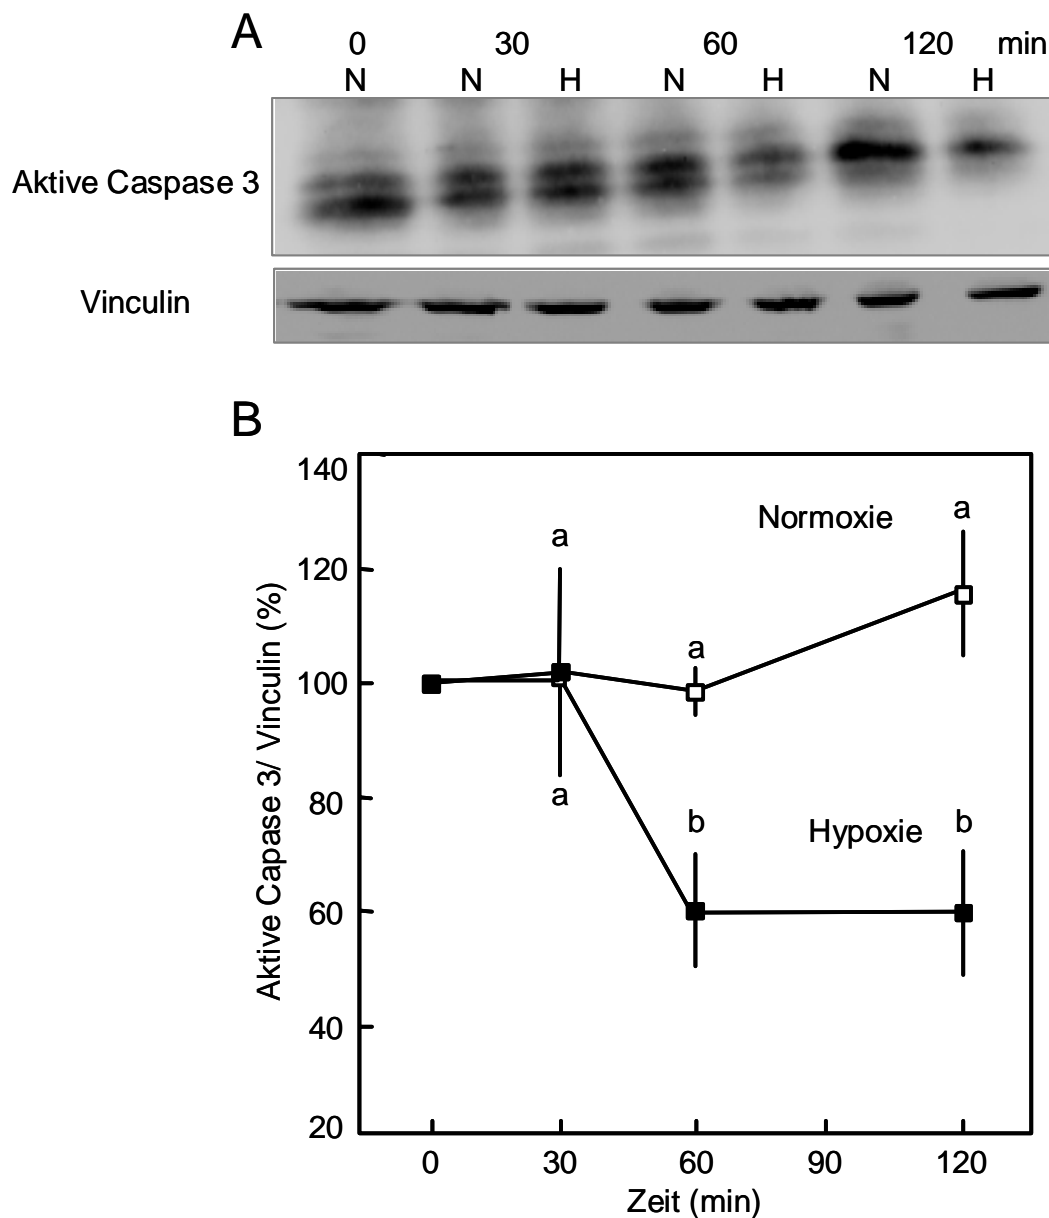 A
0 30 60 120 min
N N H N H N H
Aktive Caspase 3
Vinculin
B
Aktive Capase 3/ Vinculin (%)
140
120
100
80
60
40
20
a
a
a
a
b
b
Normoxie
Hypoxie
0 30 60 90 120
Zeit (min)